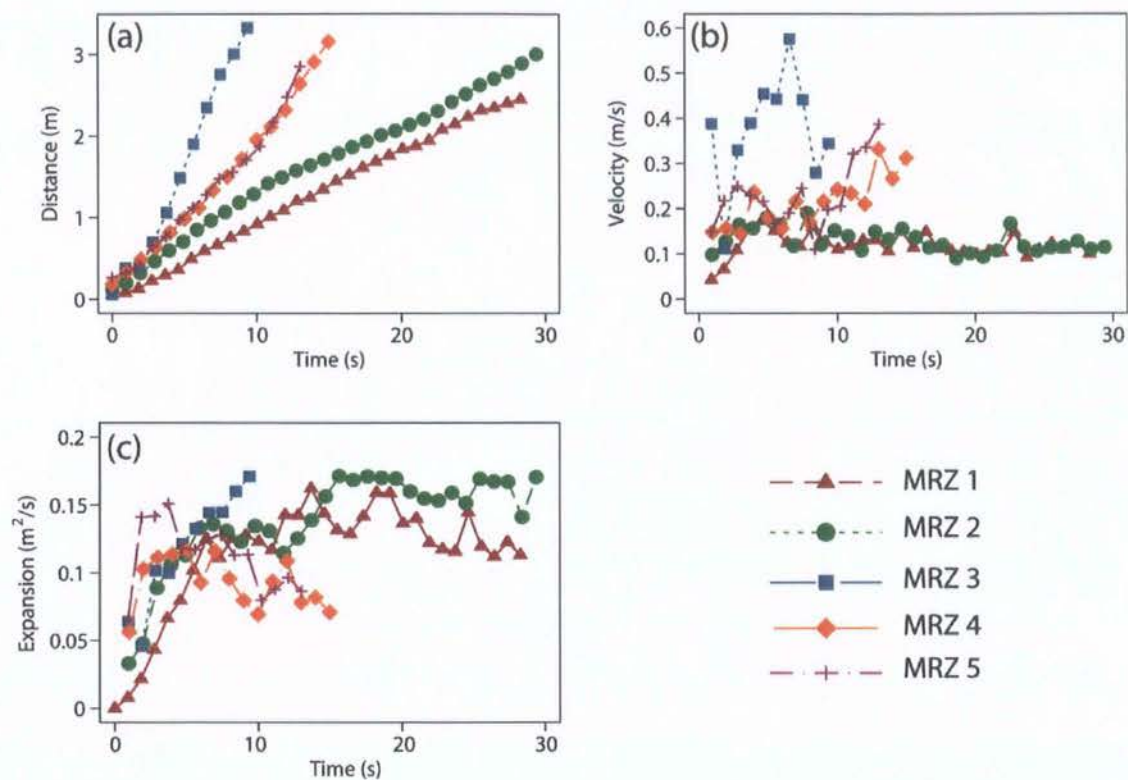 (a)
Distance (m)
3
2
1
0
0 10 20 30
Time (s)
(b)
Velocity (m/s)
0.6
0.5
0.4
0.3
0.2
0.1
0
0 10 20 30
Time (s)
(c)
Expansion (m²/s)
0.2
0.15
0.1
0.05
0
0 10 20 30
Time (s)
MRZ 1
MRZ 2
MRZ 3
MRZ 4
MRZ 5